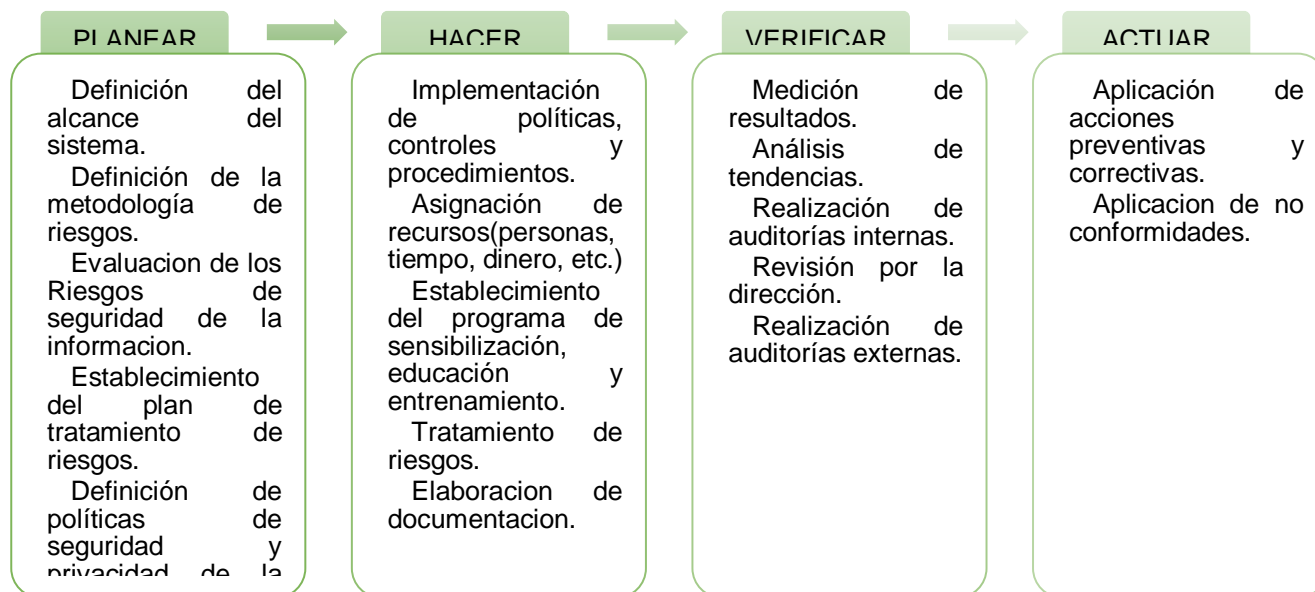 PLANEAR
Definición del
alcance del
sistema.
Definición de la
metodología de
riesgos.
Evaluacion de los
Riesgos de
seguridad de la
informacion.
Establecimiento
del plan de
tratamiento de
riesgos.
Definición de
políticas de
seguridad y
privacidad de la
HACER
Implementación
de políticas,
controles y
procedimientos.
Asignación de
recursos(personas,
tiempo, dinero, etc.)
Establecimiento
del programa de
sensibilización,
educación y
entrenamiento.
Tratamiento de
riesgos.
Elaboracion de
documentacion.
VERIFICAR
Medición de
resultados.
Análisis de
tendencias.
Realización de
auditorías internas.
Revisión por la
dirección.
Realización de
auditorías externas.
ACTUAR
Aplicación de
acciones
preventivas y
correctivas.
Aplicacion de no
conformidades.